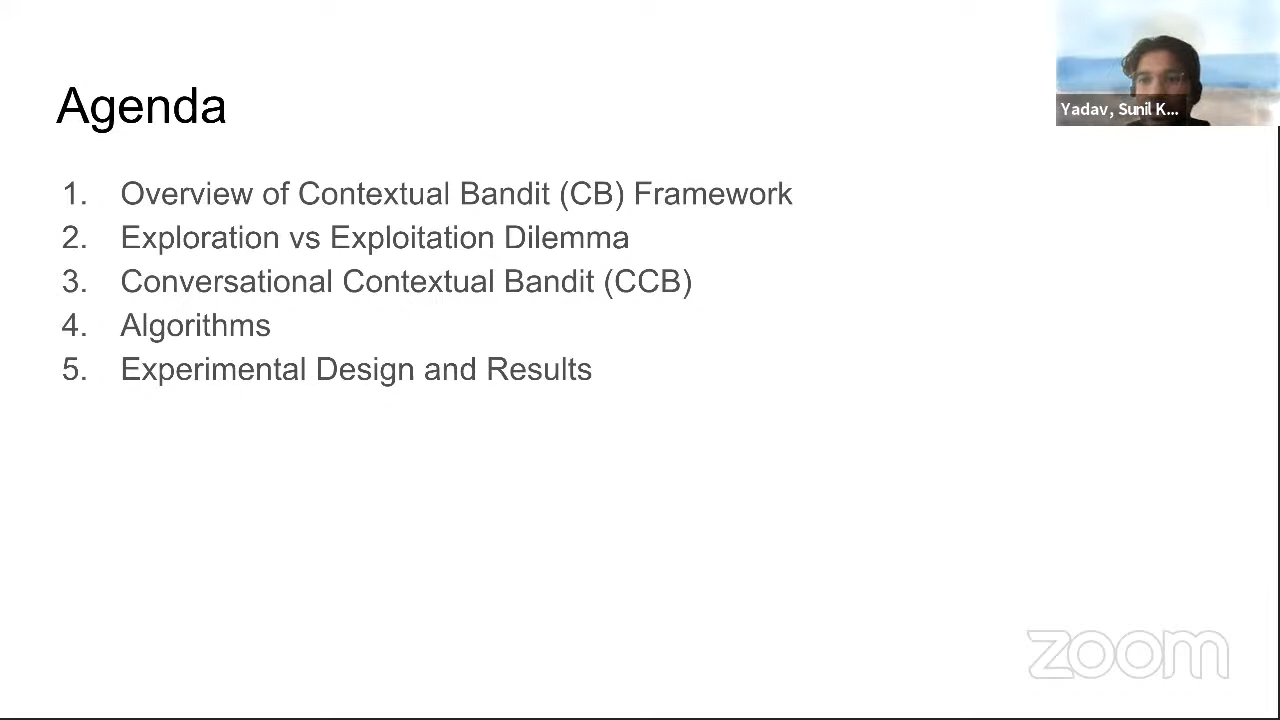 Agenda
Yadav, Sunil K...
1. Overview of Contextual Bandit (CB) Framework
2. Exploration vs Exploitation Dilemma
3. Conversational Contextual Bandit (CCB)
4. Algorithms
5. Experimental Design and Results
zoom